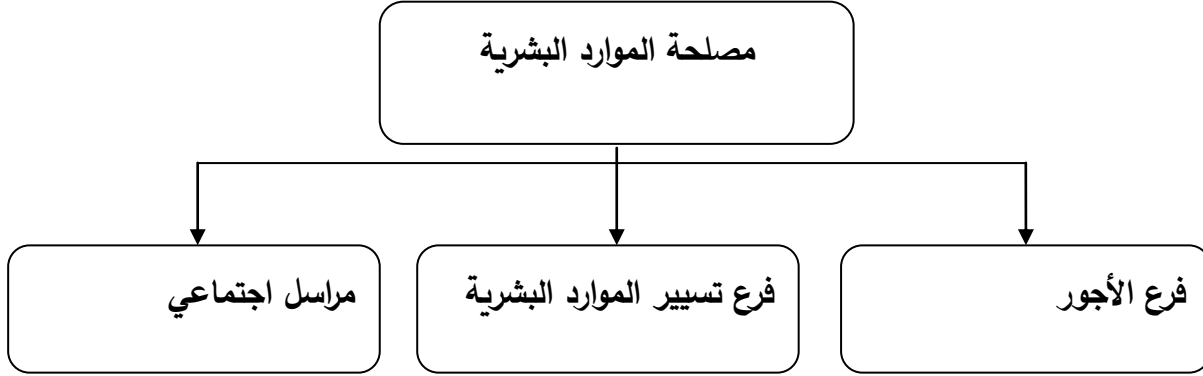 مصلحة الموارد البشرية
فرع الأجور
فرع تسيير الموارد البشرية
مراسل اجتماعي